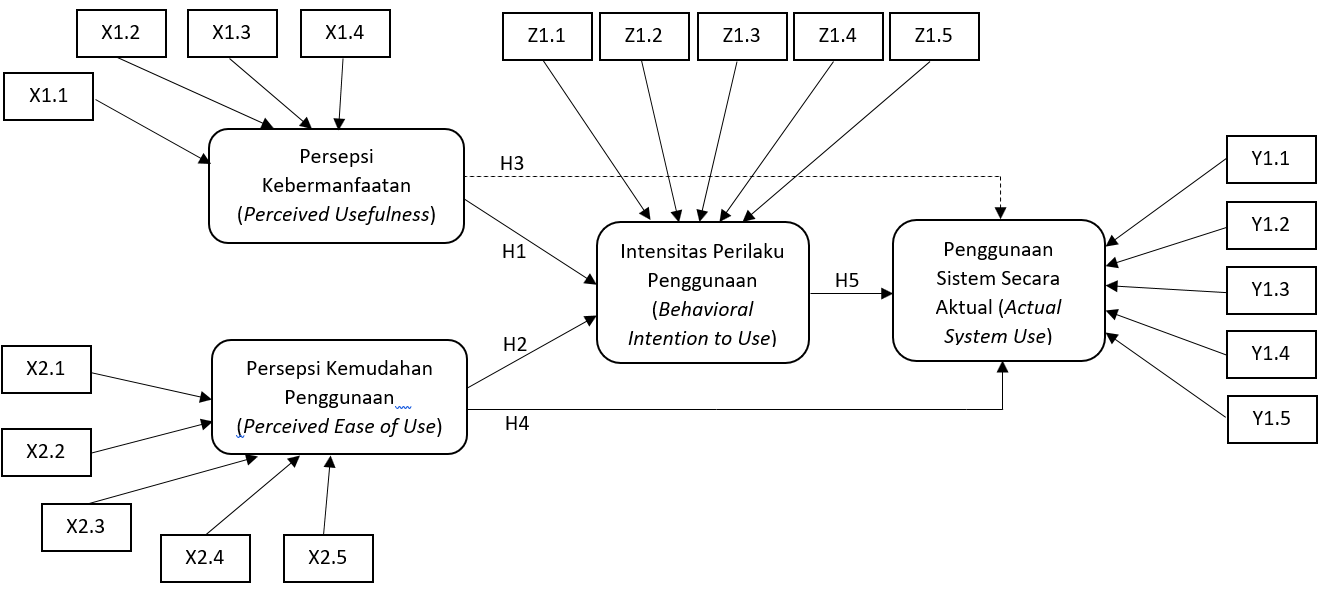 X1.2
X1.3
X1.4
X1.1
Z1.1
Z1.2
Z1.3
Z1.4
Z1.5
Persepsi
Kebermanfaatan
(Perceived Usefulness)
H3
H1
Intensitas Perilaku
Penggunaan
(Behavioral
Intention to Use)
H5
Penggunaan
Sistem Secara
Aktual (Actual
System Use)
Y1.1
Y1.2
Y1.3
Y1.4
Y1.5
H2
H4
Persepsi Kemudahan
Penggunaan
(Perceived Ease of Use)
X2.1
X2.2
X2.3
X2.4
X2.5